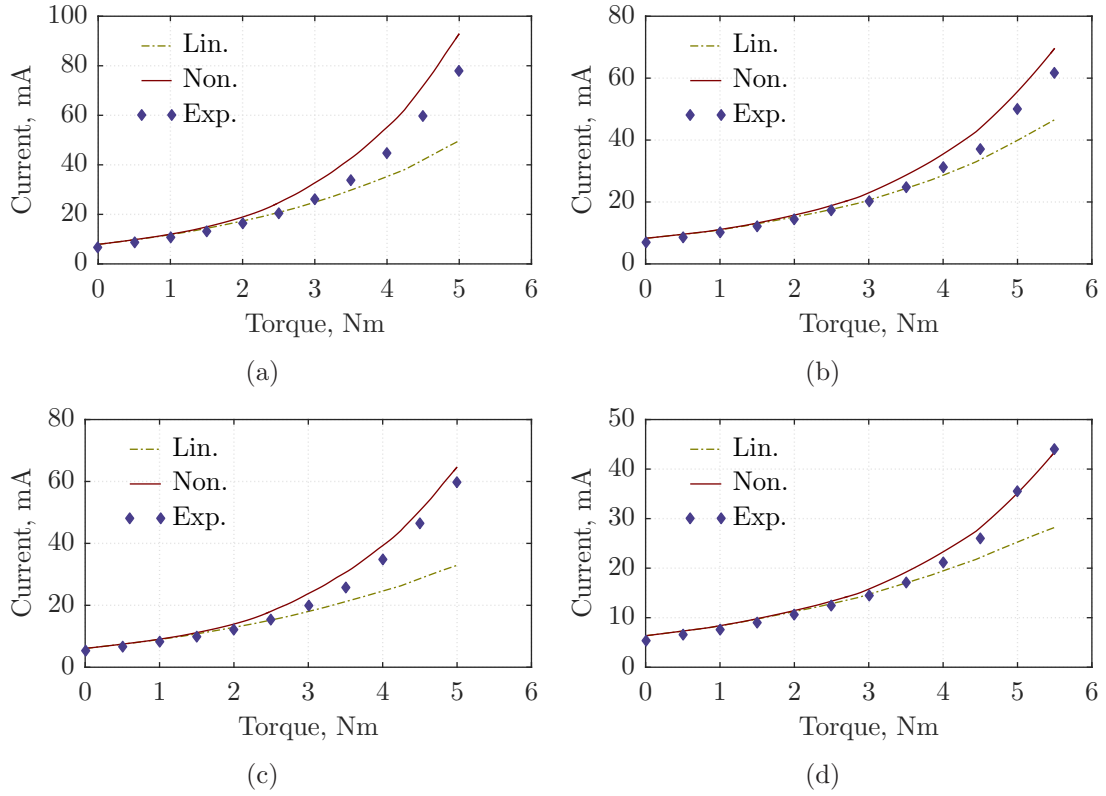 100
80
60
40
20
0
Current, mA
Lin.
Non.
Exp.
0 1 2 3 4 5 6
Torque, Nm
(a)
80
60
40
20
0
Current, mA
Lin.
Non.
Exp.
0 1 2 3 4 5 6
Torque, Nm
(b)
80
60
40
20
0
Current, mA
Lin.
Non.
Exp.
0 1 2 3 4 5 6
Torque, Nm
(c)
50
40
30
20
10
0
Current, mA
Lin.
Non.
Exp.
0 1 2 3 4 5 6
Torque, Nm
(d)